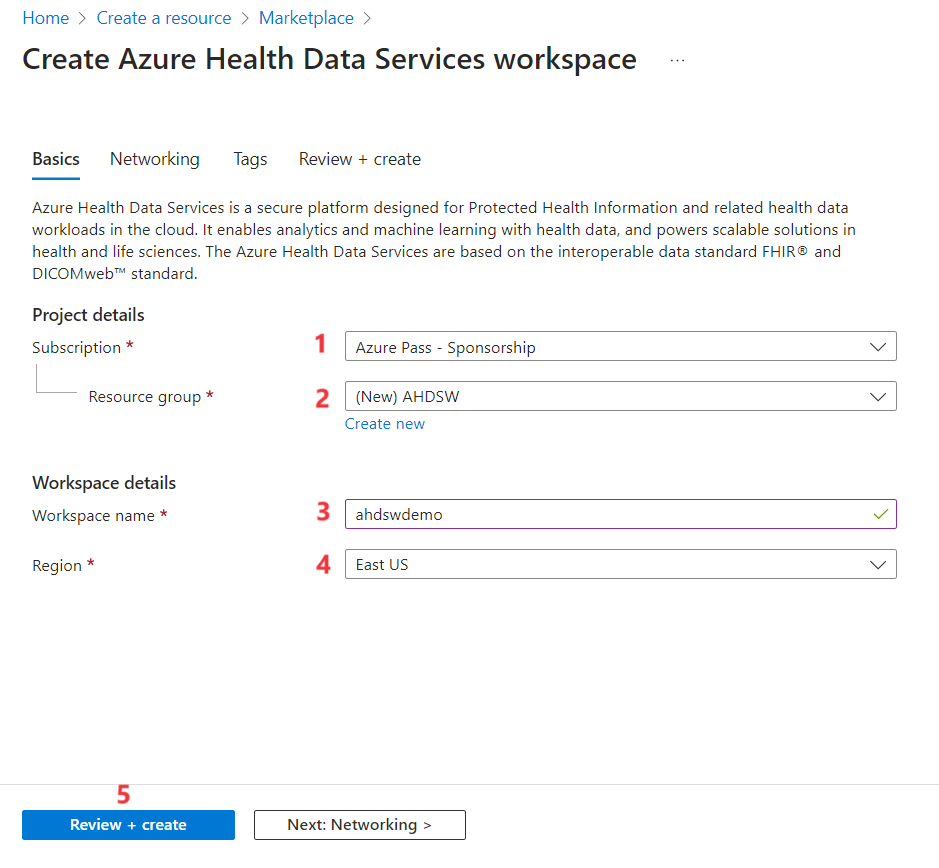 Home > Create a resource > Marketplace >
Create Azure Health Data Services workspace ...
Basics Networking Tags Review + create
Azure Health Data Services is a secure platform designed for Protected Health Information and related health data
workloads in the cloud. It enables analytics and machine learning with health data, and powers scalable solutions in
health and life sciences. The Azure Health Data Services are based on the interoperable data standard FHIR® and
DICOMweb™ standard.
Project details
Subscription * 1 Azure Pass - Sponsorship
Resource group * 2 (New) AHDSW
Create new
Workspace details
Workspace name * 3 ahdswdemo
Region * 4 East US
5
Review + create Next: Networking >